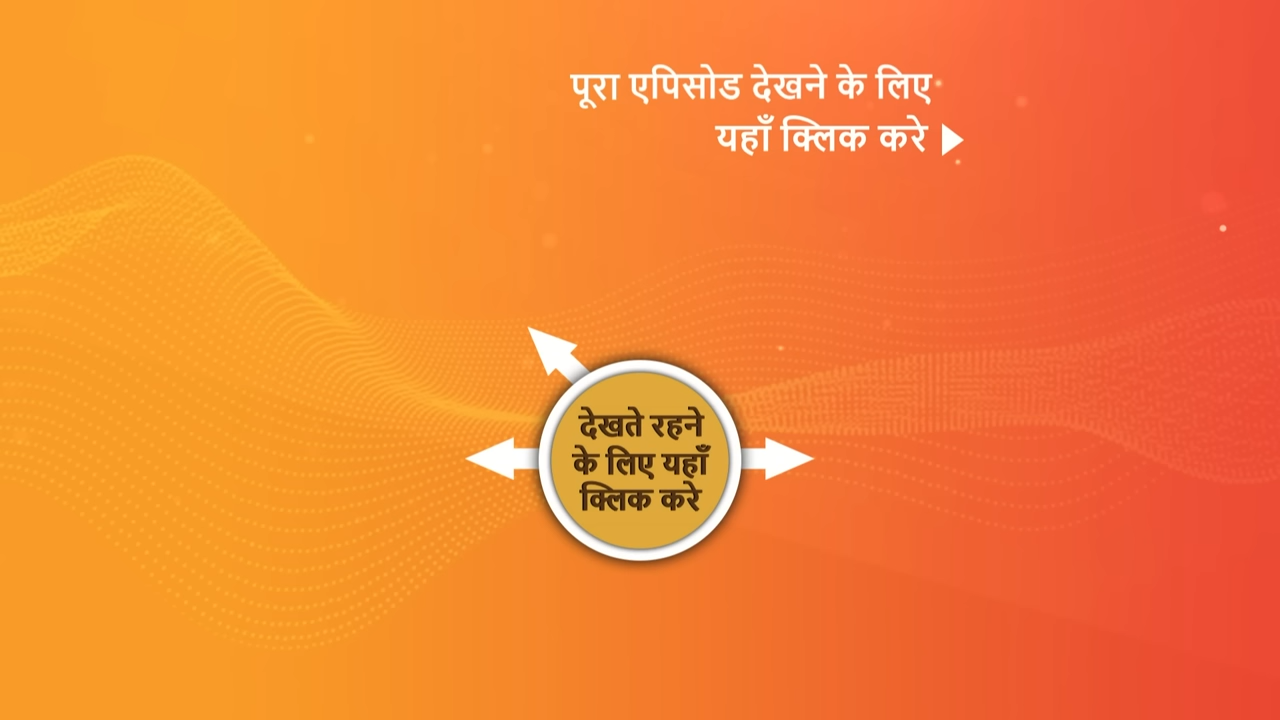 पूरा एपिसोड देखने के लिए
यहाँ क्लिक करे
देखते रहने
के लिए यहाँ
क्लिक करे